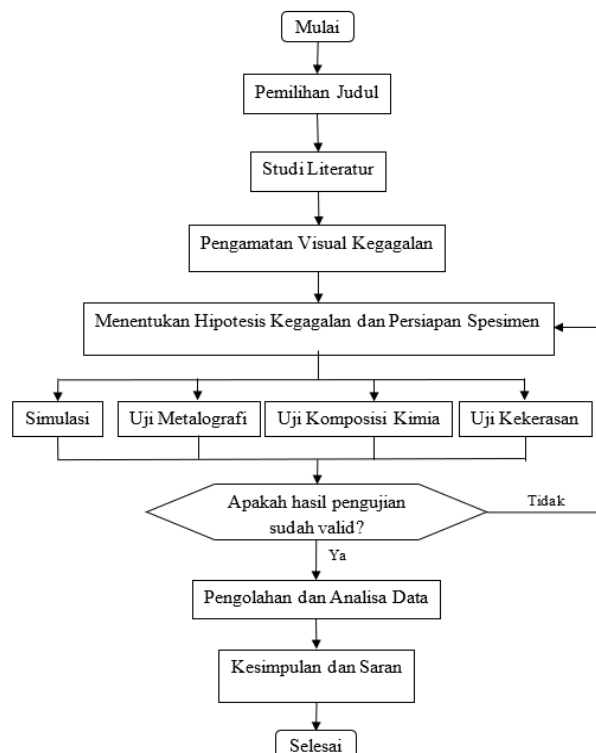 Mulai
Pemilihan Judul
Studi Literatur
Pengamatan Visual Kegagalan
Menentukan Hipotesis Kegagalan dan Persiapan Spesimen
Simulasi
Uji Metalografi
Uji Komposisi Kimia
Uji Kekerasan
Apakah hasil pengujian
sudah valid?
Tidak
Ya
Pengolahan dan Analisa Data
Kesimpulan dan Saran
Selesai